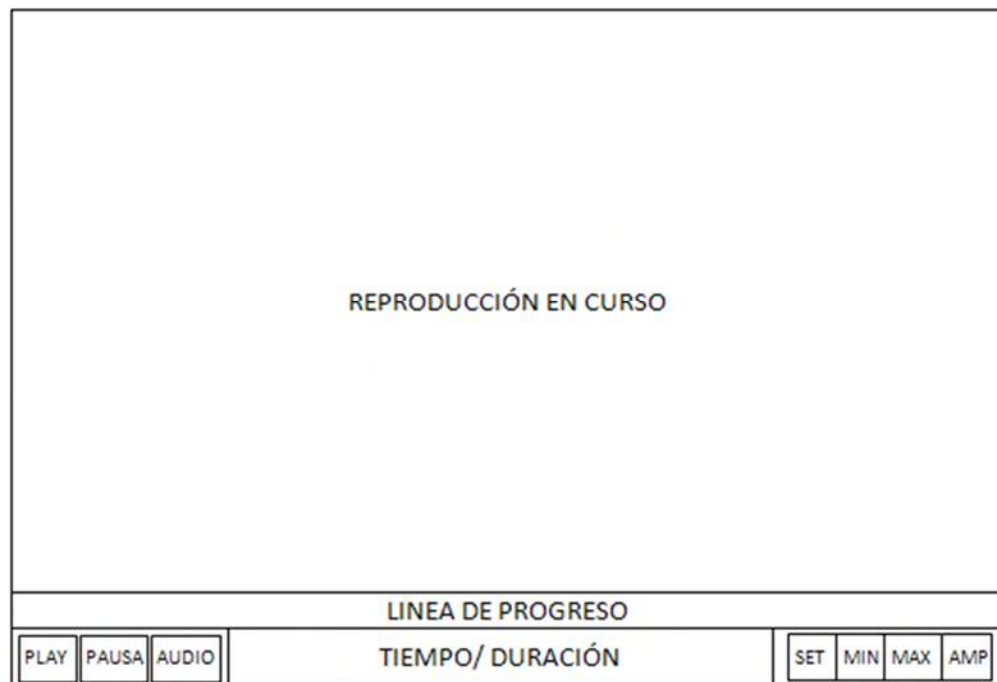 REPRODUCCIÓN EN CURSO
LINEA DE PROGRESO
PLAY PAUSA AUDIO TIEMPO/ DURACIÓN SET MIN MAX AMP